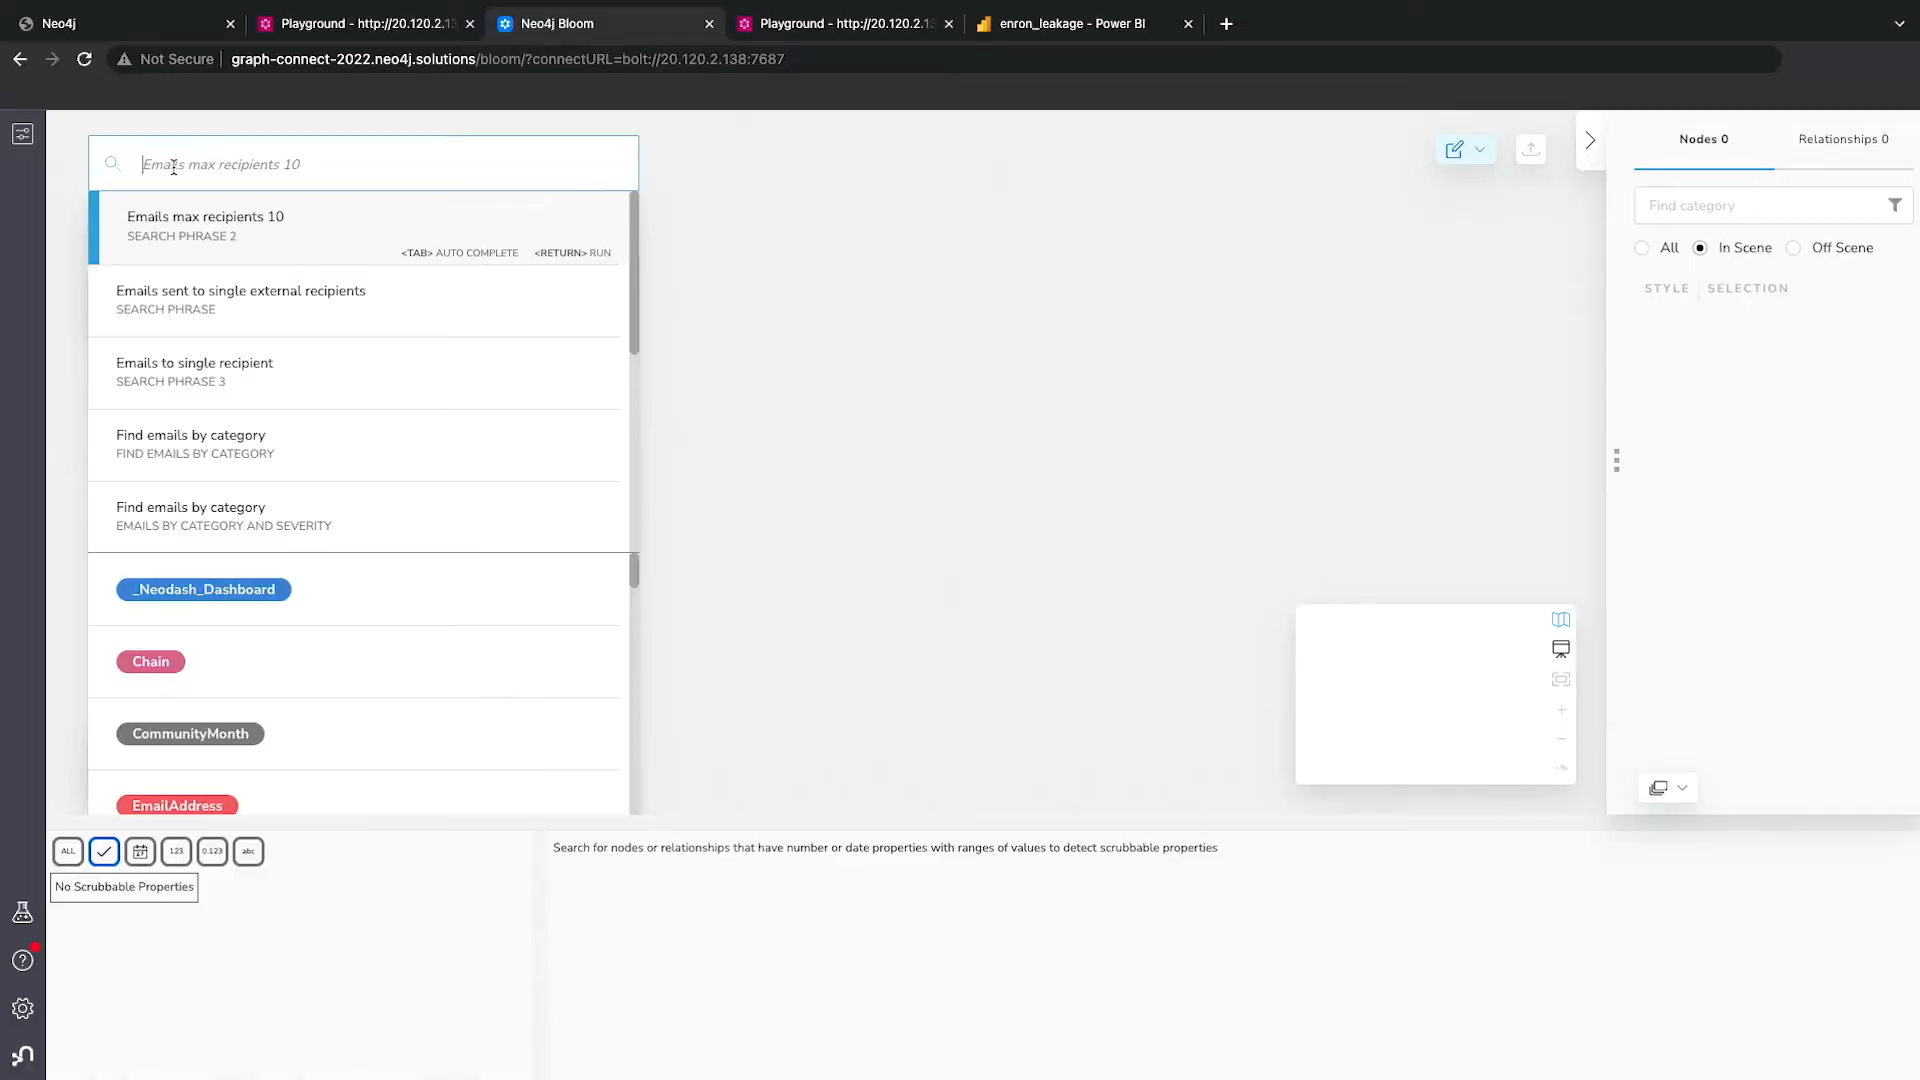 Neo4j
Playground - http://20.120.2.13
Neo4j Bloom
Playground - http://20.120.2.13
enron_leakage - Power BI
Not Secure
graph-connect-2022.neo4j.solutions/bloom/?connectURL=bolt://20.120.2.138:7687
Emails max recipients 10
Emails max recipients 10
SEARCH PHRASE 2
<TAB> AUTO COMPLETE <RETURN> RUN
Emails sent to single external recipients
SEARCH PHRASE
Emails to single recipient
SEARCH PHRASE 3
Find emails by category
FIND EMAILS BY CATEGORY
Find emails by category
EMAILS BY CATEGORY AND SEVERITY
_Neodash_Dashboard
Chain
CommunityMonth
EmailAddress
Nodes 0
Relationships 0
Find category
All
In Scene
Off Scene
STYLE
SELECTION
- %
ALL
17
123
0.123
abc
No Scrubbable Properties
Search for nodes or relationships that have number or date properties with ranges of values to detect scrubbable properties